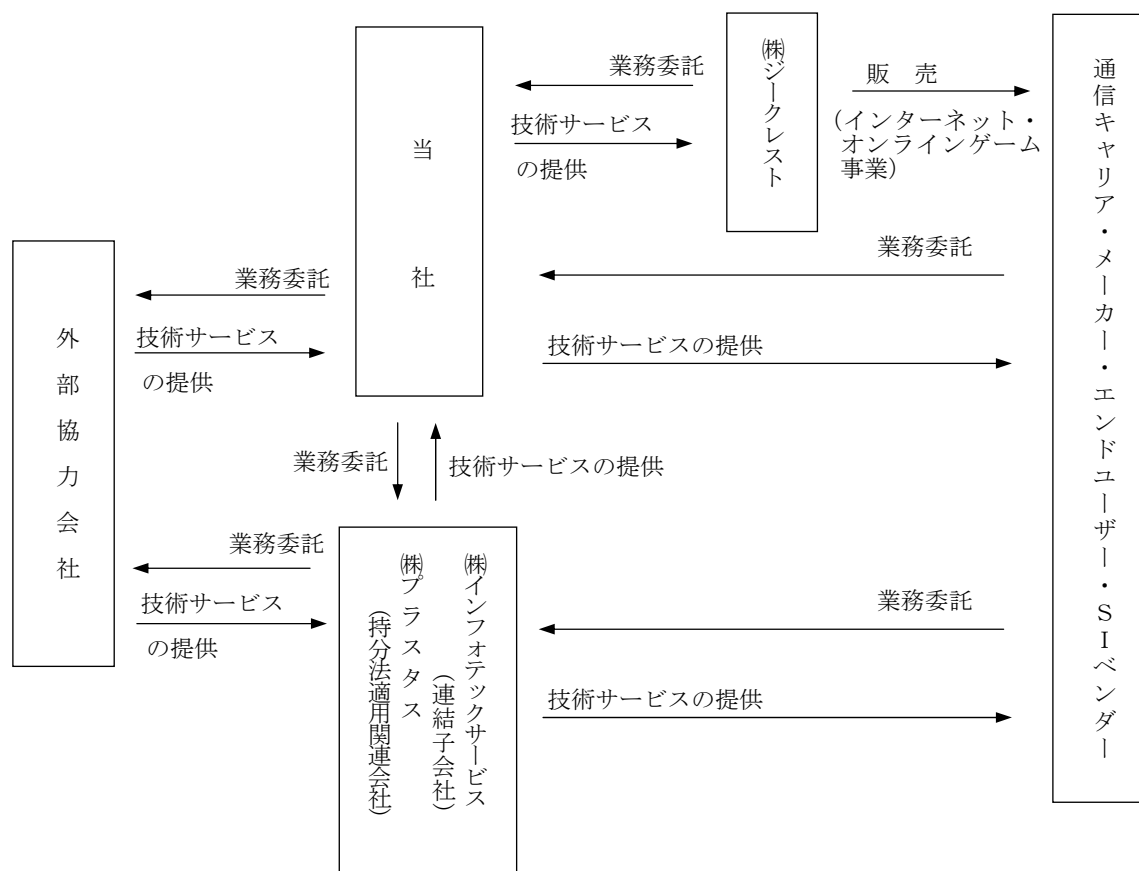 当社
㈱ジークレスト
業務委託
技術サービス
の提供
販　売
(インターネット・
オンラインゲーム
事業)
通信キャリア・メーカー・エンドユーザー・ＳＩベンダー
外部協力会社
業務委託
技術サービス
の提供
業務委託
技術サービスの提供
業務委託
技術サービスの提供
業務委託
技術サービス
の提供
㈱インフォテックサービス
(連結子会社)
㈱プラスタス
(持分法適用関連会社)
業務委託
技術サービスの提供